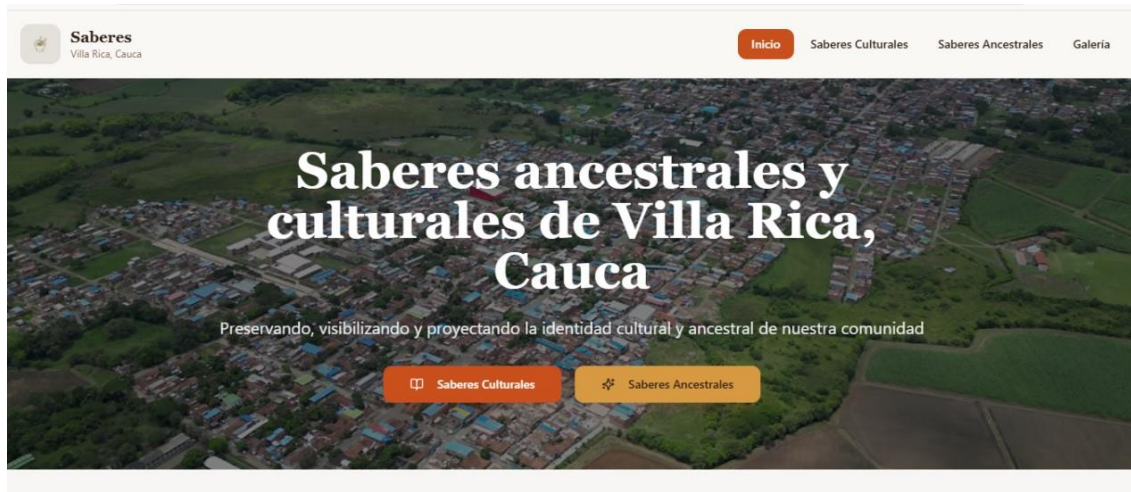 Saberes
Villa Rica, Cauca
Inicio
Saberes Culturales
Saberes Ancestrales
Galería
Saberes ancestrales y
culturales de Villa Rica,
Cauca
Preservando, visibilizando y proyectando la identidad cultural y ancestral de nuestra comunidad
Saberes Culturales
Saberes Ancestrales